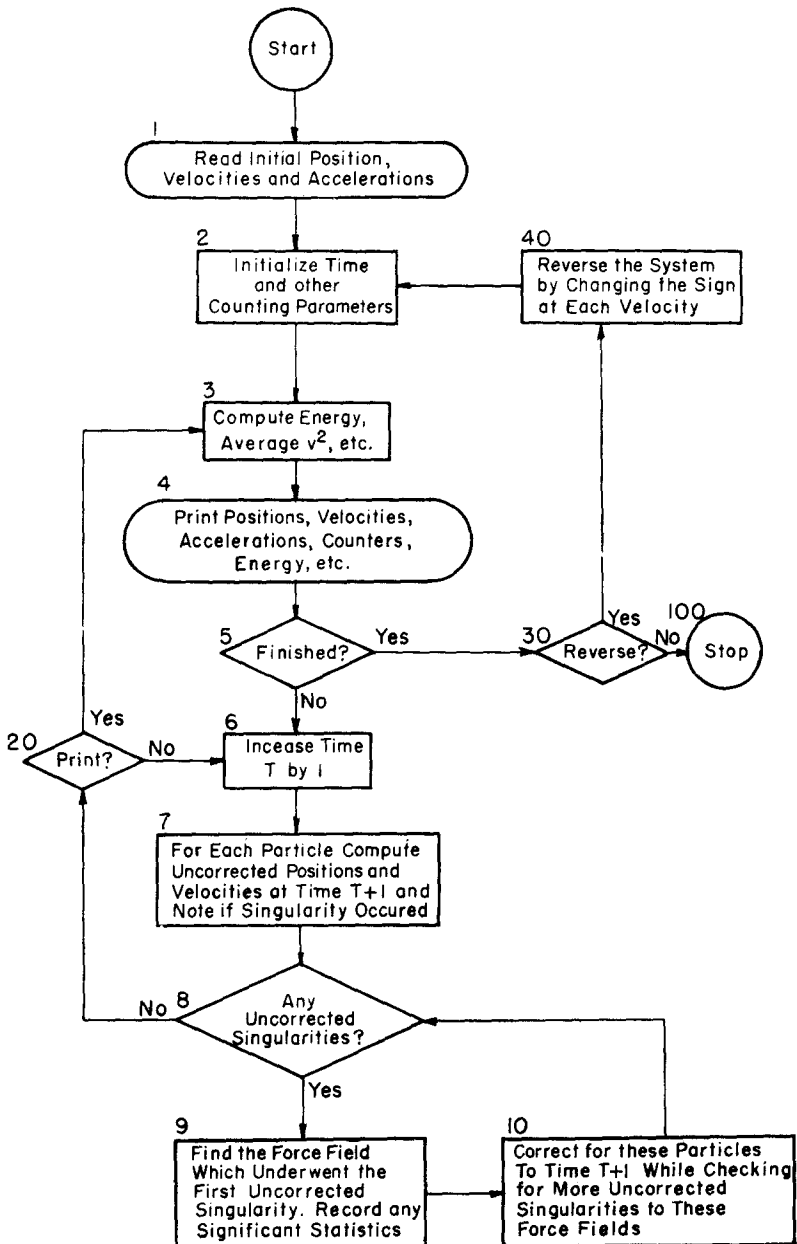 Start
1
Read Initial Position,
Velocities and Accelerations
2
Initialize Time
and other
Counting Parameters
40
Reverse the System
by Changing the Sign
at Each Velocity
3
Compute Energy,
Average v², etc.
4
Print Positions, Velocities,
Accelerations, Counters,
Energy, etc.
5
Finished?
Yes
No
30
Reverse?
Yes
No
100
Stop
20
Print?
Yes
No
6
Incease Time
T by 1
7
For Each Particle Compute
Uncorrected Positions and
Velocities at Time T+1 and
Note if Singularity Occured
8
Any
Uncorrected
Singularities?
No
Yes
9
Find the Force Field
Which Underwent the
First Uncorrected
Singularity. Record any
Significant Statistics
10
Correct for these Particles
To Time T+1 While Checking
for More Uncorrected
Singularities to These
Force Fields